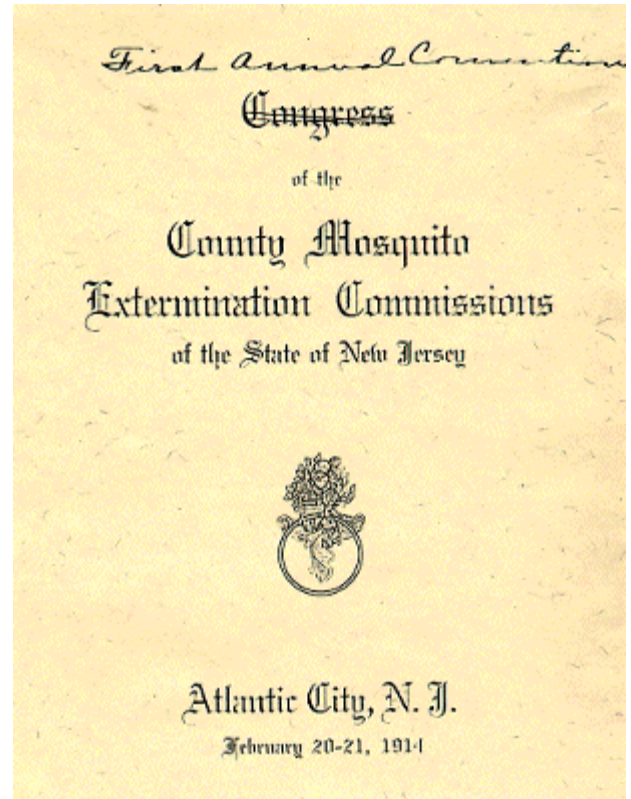 First Annual Convention
Congress
of the
County Mosquito
Extermination Commissions
of the State of New Jersey
Atlantic City, N. J.
February 20-21, 1914